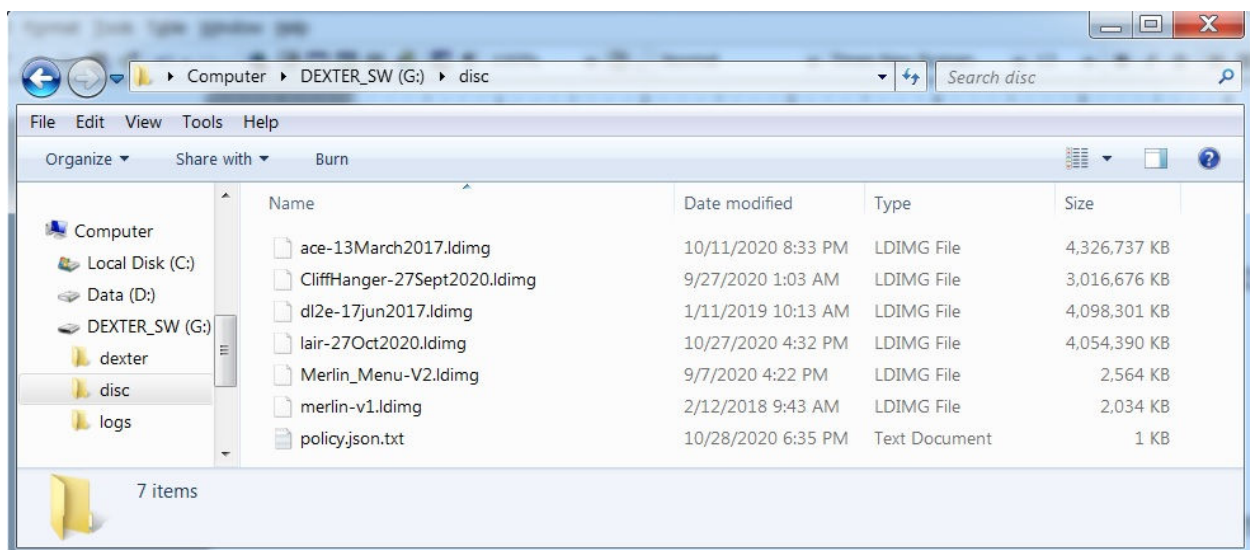 Format Tools Table Window Help
Computer ▸ DEXTER_SW (G:) ▸ disc
Search disc
File Edit View Tools Help
Organize Share with Burn
Name Date modified Type Size
Computer
Local Disk (C:)
Data (D:)
DEXTER_SW (G:)
dexter
disc
logs
ace-13March2017.ldimg 10/11/2020 8:33 PM LDIMG File 4,326,737 KB
CliffHanger-27Sept2020.ldimg 9/27/2020 1:03 AM LDIMG File 3,016,676 KB
dl2e-17jun2017.ldimg 1/11/2019 10:13 AM LDIMG File 4,098,301 KB
lair-27Oct2020.ldimg 10/27/2020 4:32 PM LDIMG File 4,054,390 KB
Merlin_Menu-V2.ldimg 9/7/2020 4:22 PM LDIMG File 2,564 KB
merlin-v1.ldimg 2/12/2018 9:43 AM LDIMG File 2,034 KB
policy.json.txt 10/28/2020 6:35 PM Text Document 1 KB
7 items